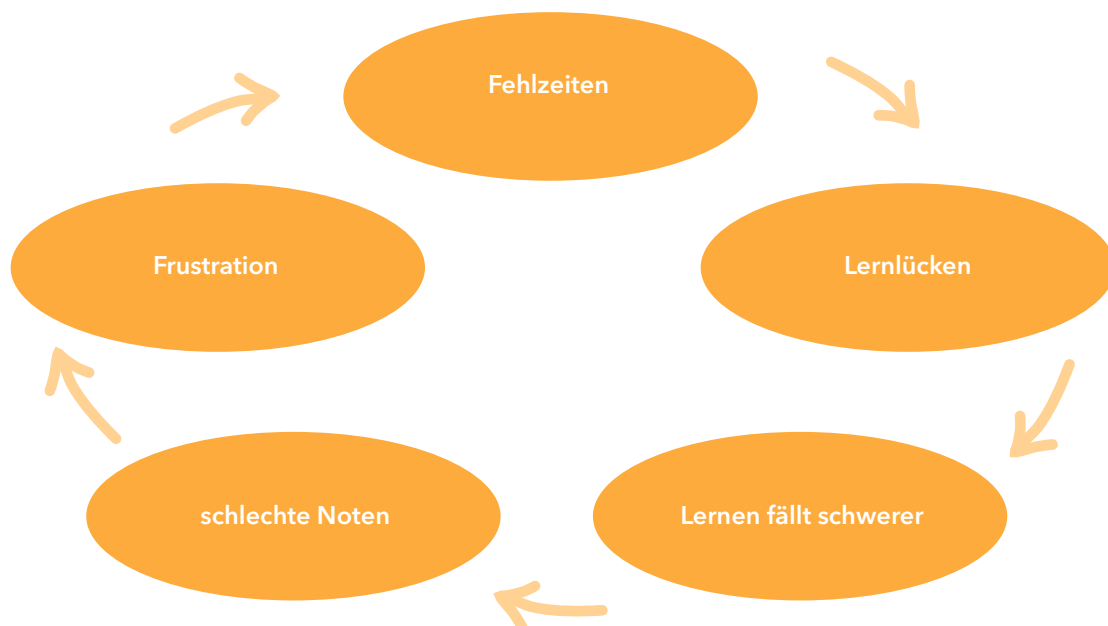 Fehlzeiten
Lernlücken
Lernen fällt schwerer
schlechte Noten
Frustration